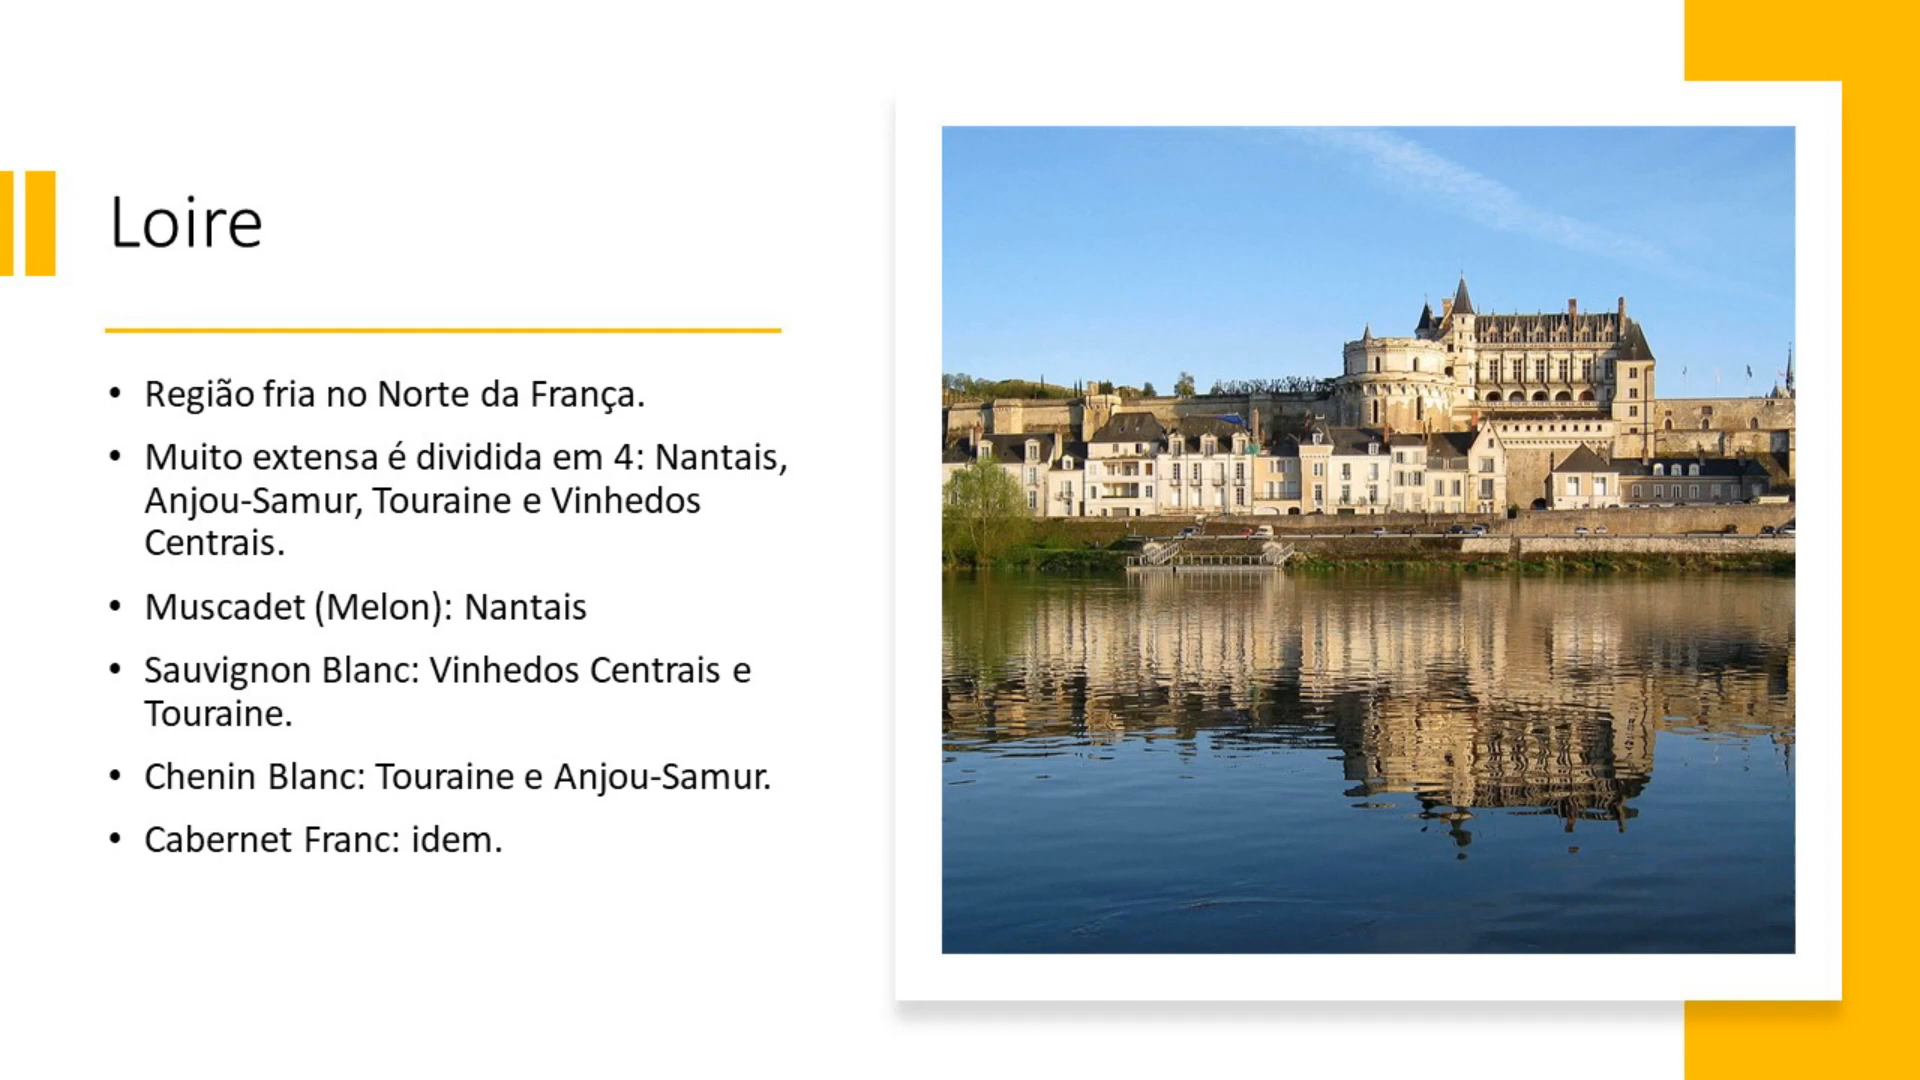 Loire
• Região fria no Norte da França.
• Muito extensa é dividida em 4: Nantais,
Anjou-Samur, Touraine e Vinhedos
Centrais.
• Muscadet (Melon): Nantais
• Sauvignon Blanc: Vinhedos Centrais e
Touraine.
• Chenin Blanc: Touraine e Anjou-Samur.
• Cabernet Franc: idem.